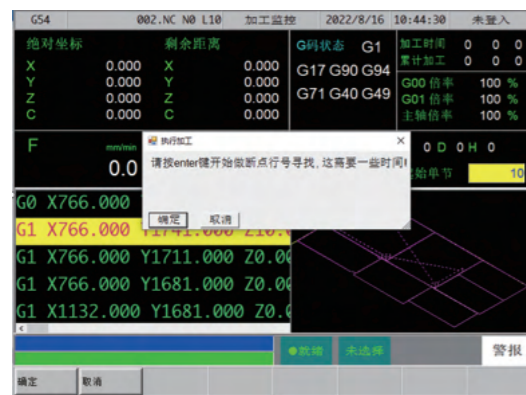 G54 002.NC N0 L10 加工监控 2022/8/16 10:44:30 未登入
绝对坐标 剩余距离 G码状态 G1 加工时间 0 0 0
累计加工 0 0 0
X 0.000 X 0.000 G17 G90 G94
Y 0.000 Y 0.000 G00 倍率 100 %
Z 0.000 Z 0.000 G71 G40 G49 G01 倍率 100 %
C 0.000 C 0.000 主轴倍率 100 %
F mm/min 0.0
执行加工
请按enter键开始做断点行号寻找,这需要一些时间!
确定 取消
0 D 0 H 0
始单节 10
G0 X766.000
G1 X766.000 Y1741.000 Z10.0
G1 X766.000 Y1711.000 Z0.00
G1 X766.000 Y1681.000 Z0.00
G1 X1132.000 Y1681.000 Z0.0
就绪 未选择 警报
确定 取消